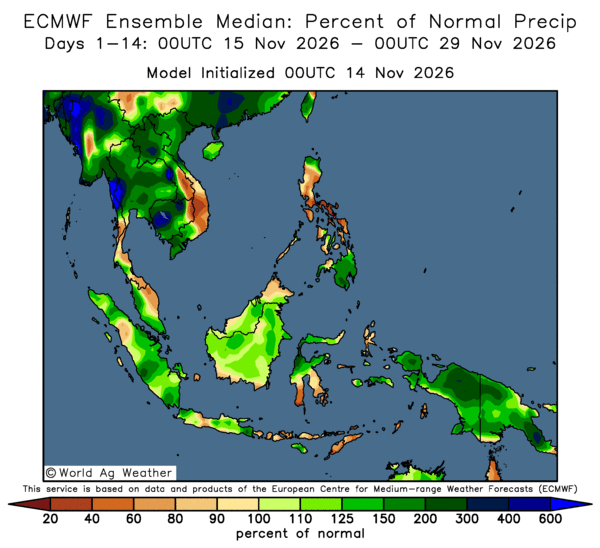 ECMWF Ensemble Median: Percent of Normal Precip
Days 1-14: 00UTC 15 Nov 2026 - 00UTC 29 Nov 2026
Model Initialized 00UTC 14 Nov 2026
© World Ag Weather
This service is based on data and products of the European Centre for Medium-range Weather Forecasts (ECMWF)
20 40 60 80 90 100 110 125 150 200 300 400 600
percent of normal